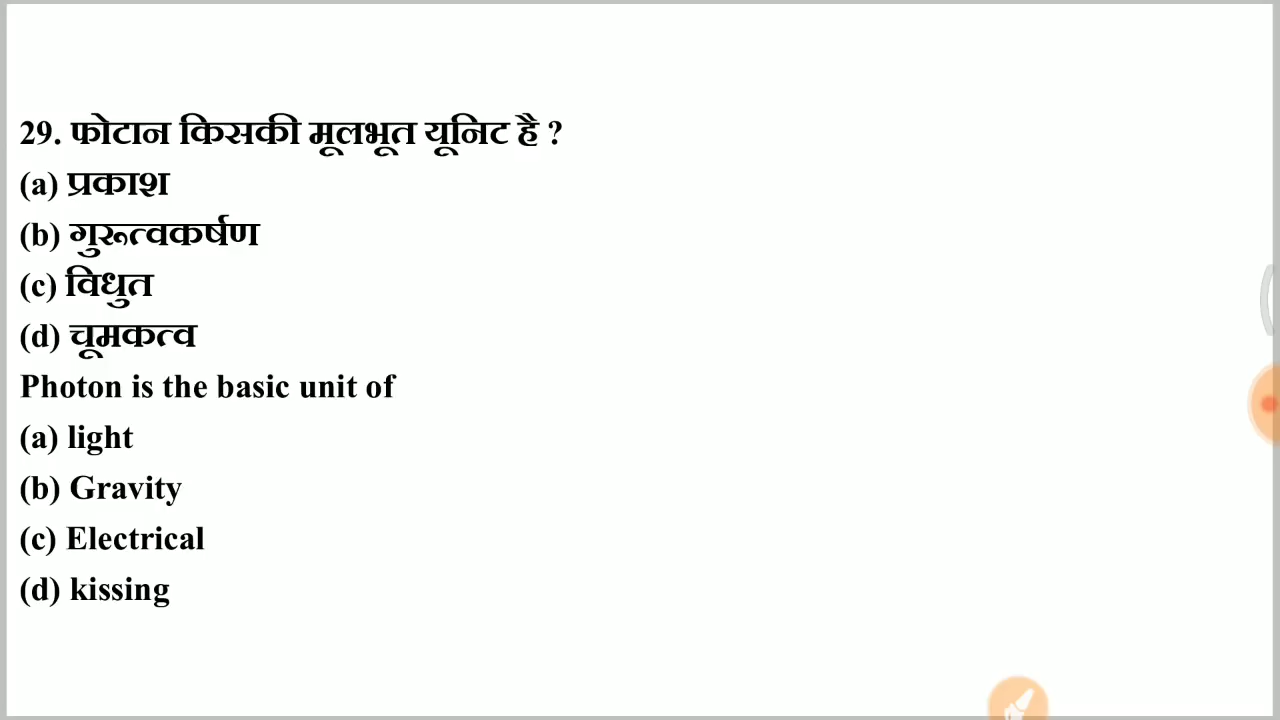 29. फोटान किसकी मूलभूत यूनिट है ?
(a) प्रकाश
(b) गुरूत्वकर्षण
(c) विधुत
(d) चूमकत्व
Photon is the basic unit of
(a) light
(b) Gravity
(c) Electrical
(d) kissing